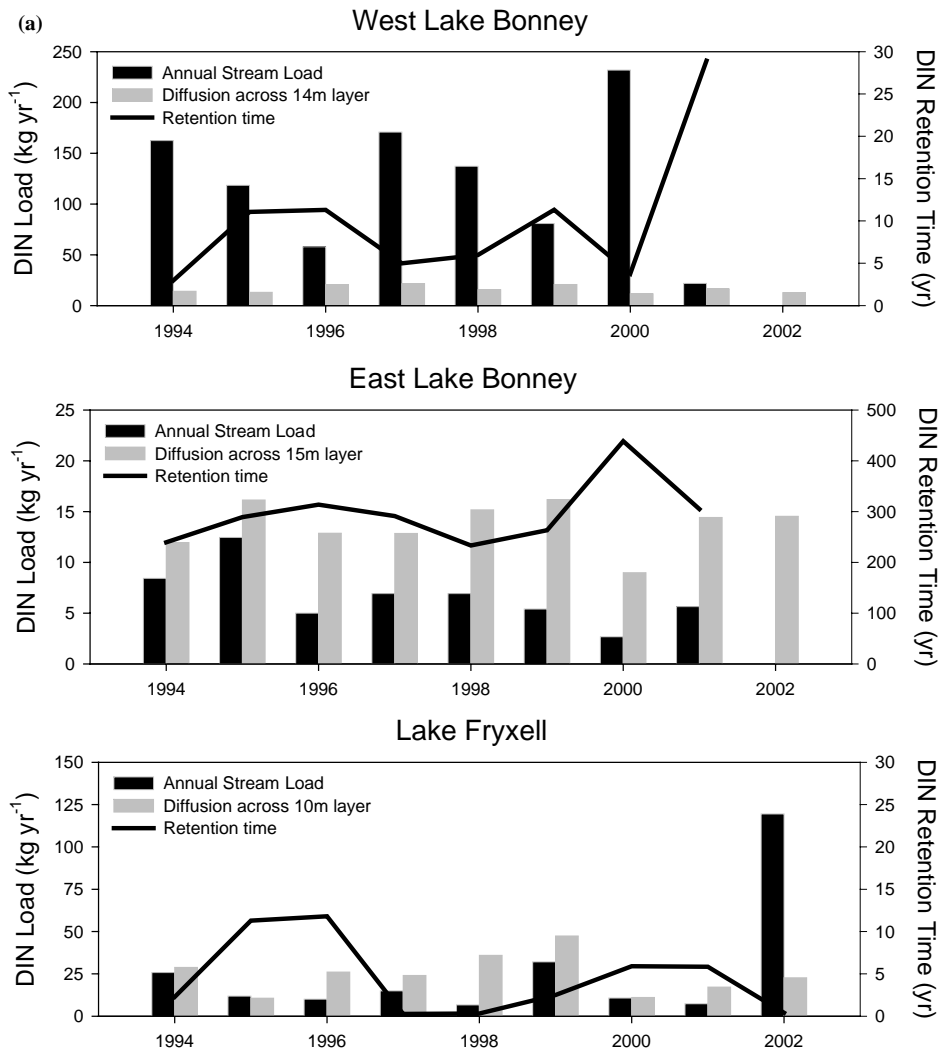 (a)
West Lake Bonney
250
200
150
100
50
0
DIN Load (kg yr⁻¹)
Annual Stream Load
Diffusion across 14m layer
Retention time
30
25
20
15
10
5
0
DIN Retention Time (yr)
1994 1996 1998 2000 2002
East Lake Bonney
25
20
15
10
5
0
DIN Load (kg yr⁻¹)
Annual Stream Load
Diffusion across 15m layer
Retention time
500
400
300
200
100
0
DIN Retention Time (yr)
1994 1996 1998 2000 2002
Lake Fryxell
150
125
100
75
50
25
0
DIN Load (kg yr⁻¹)
Annual Stream Load
Diffusion across 10m layer
Retention time
30
25
20
15
10
5
0
DIN Retention Time (yr)
1994 1996 1998 2000 2002